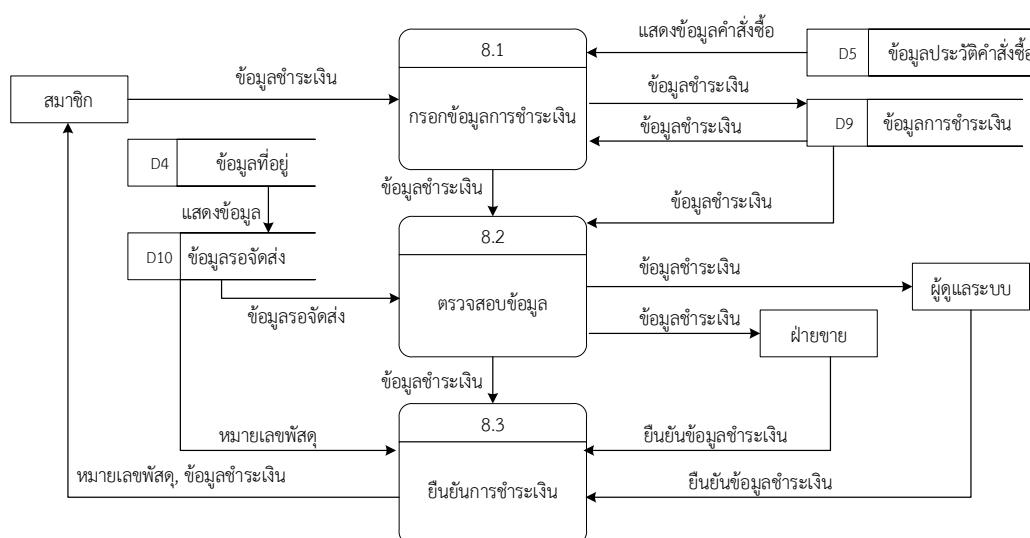 8.1
แสดงข้อมูลคำสั่งซื้อ
D5
ข้อมูลประวัติคำสั่งซื้อ
ข้อมูลชำระเงิน
สมาชิก
กรอกข้อมูลการชำระเงิน
ข้อมูลชำระเงิน
ข้อมูลชำระเงิน
D9
ข้อมูลการชำระเงิน
D4
ข้อมูลที่อยู่
ข้อมูลชำระเงิน
ข้อมูลชำระเงิน
แสดงข้อมูล
8.2
D10
ข้อมูลรอจัดส่ง
ข้อมูลชำระเงิน
ตรวจสอบข้อมูล
ผู้ดูแลระบบ
ข้อมูลรอจัดส่ง
ข้อมูลชำระเงิน
ฝ่ายขาย
ข้อมูลชำระเงิน
8.3
หมายเลขพัสดุ
ยืนยันข้อมูลชำระเงิน
หมายเลขพัสดุ, ข้อมูลชำระเงิน
ยืนยันการชำระเงิน
ยืนยันข้อมูลชำระเงิน